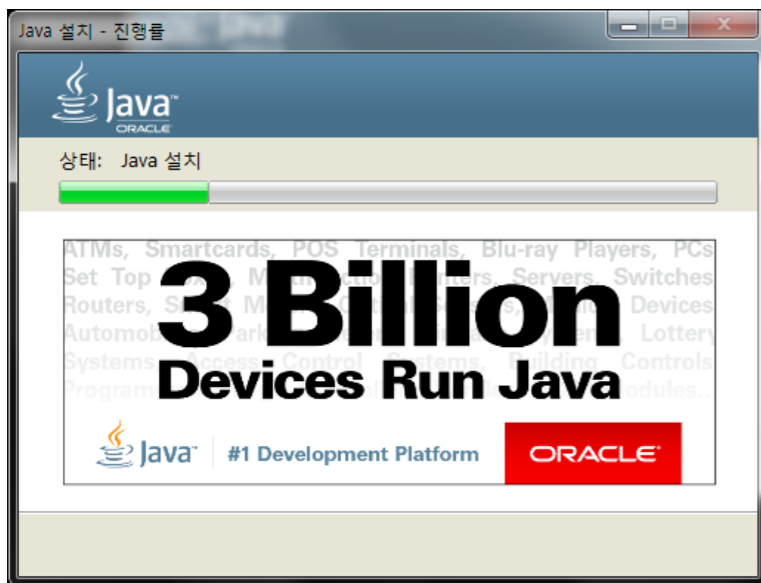 Java 설치 - 진행률
Java™
ORACLE
상태: Java 설치
ATMs, Smartcards, POS Terminals, Blu-ray Players, PCs
Set Top Servers, Switches
Routers, Devices
Lottery
Systems, Access Control Systems, Building Controls
3 Billion
Devices Run Java
Java™ #1 Development Platform ORACLE